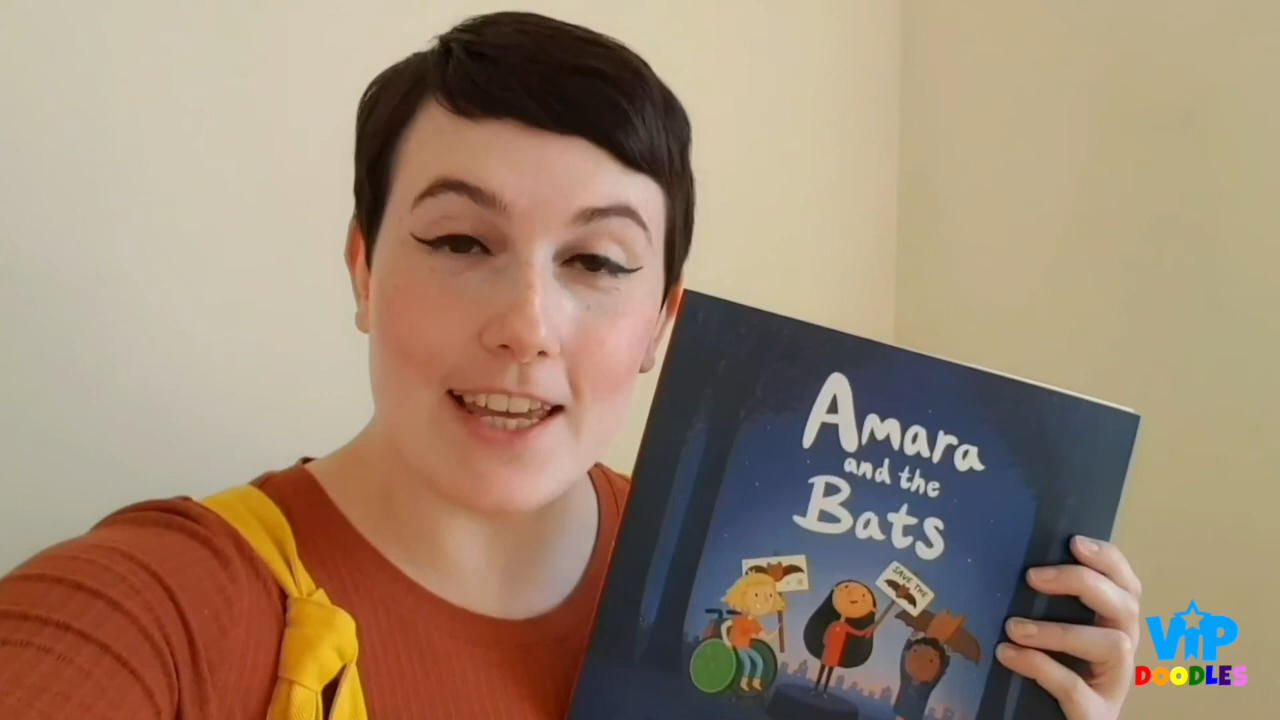 Amara
and the
Bats
SAVE THE
ViP
DOODLES